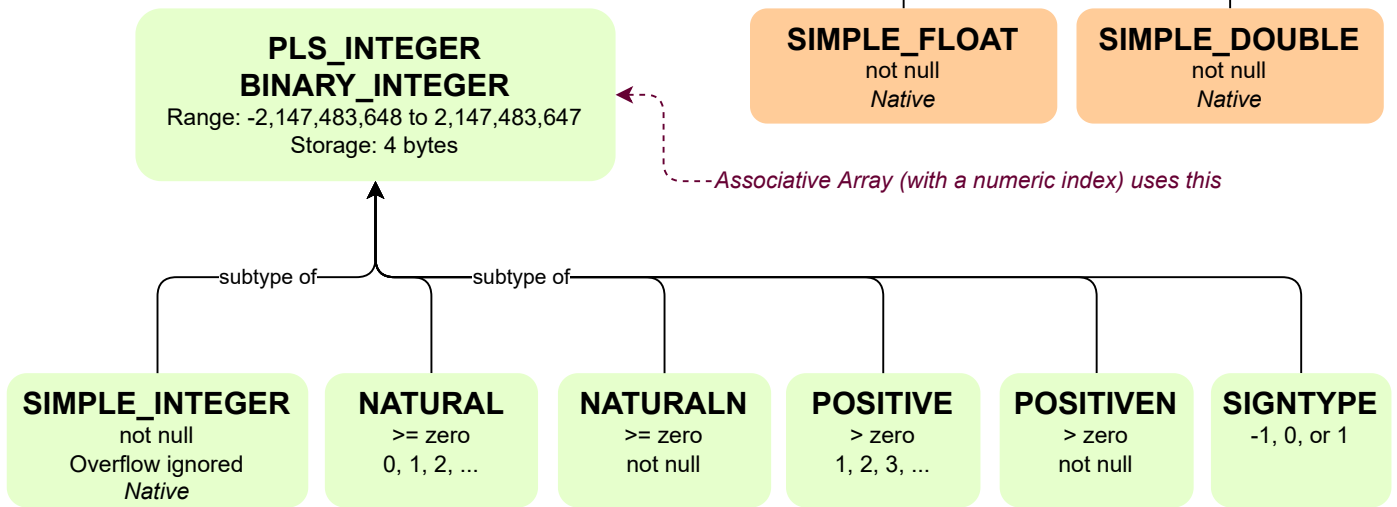 PLS_INTEGER
BINARY_INTEGER
Range: -2,147,483,648 to 2,147,483,647
Storage: 4 bytes
SIMPLE_FLOAT
not null
Native
SIMPLE_DOUBLE
not null
Native
Associative Array (with a numeric index) uses this
subtype of
subtype of
SIMPLE_INTEGER
not null
Overflow ignored
Native
NATURAL
>= zero
0, 1, 2, ...
NATURALN
>= zero
not null
POSITIVE
> zero
1, 2, 3, ...
POSITIVEN
> zero
not null
SIGNTYPE
-1, 0, or 1